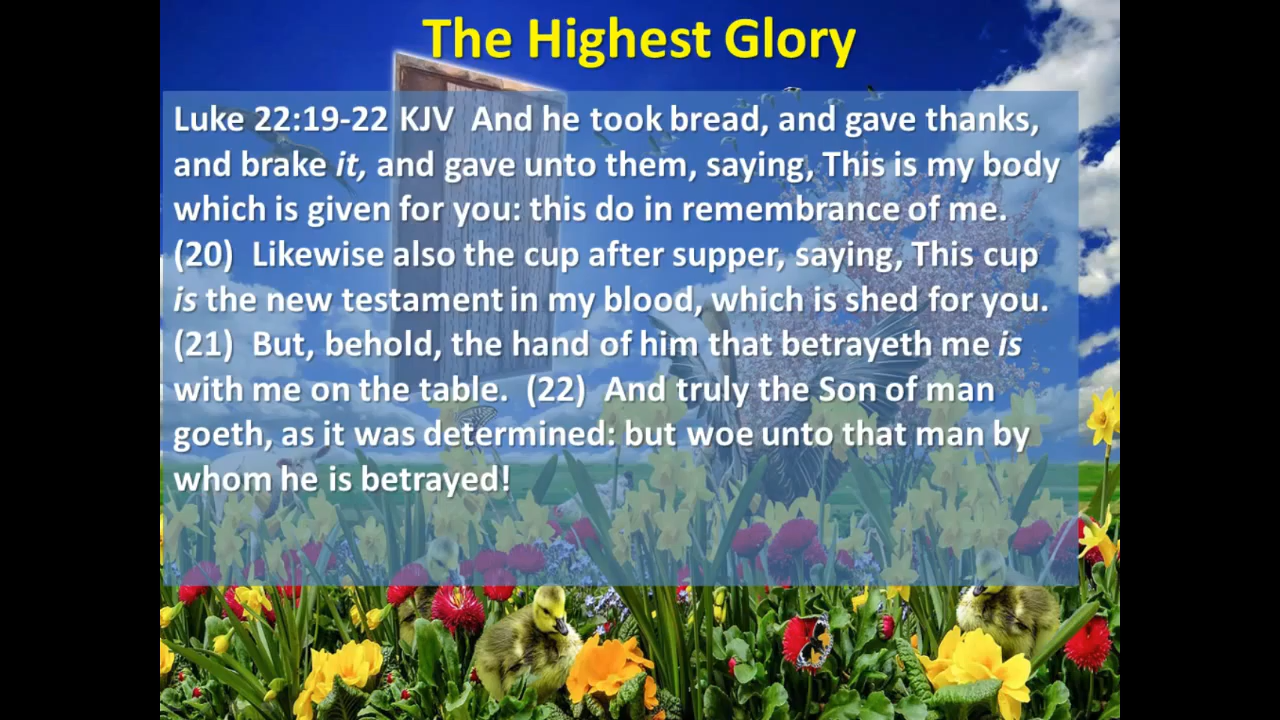 The Highest Glory
Luke 22:19-22 KJV  And he took bread, and gave thanks,
and brake it, and gave unto them, saying, This is my body
which is given for you: this do in remembrance of me.
(20)  Likewise also the cup after supper, saying, This cup
is the new testament in my blood, which is shed for you.
(21)  But, behold, the hand of him that betrayeth me is
with me on the table.  (22)  And truly the Son of man
goeth, as it was determined: but woe unto that man by
whom he is betrayed!